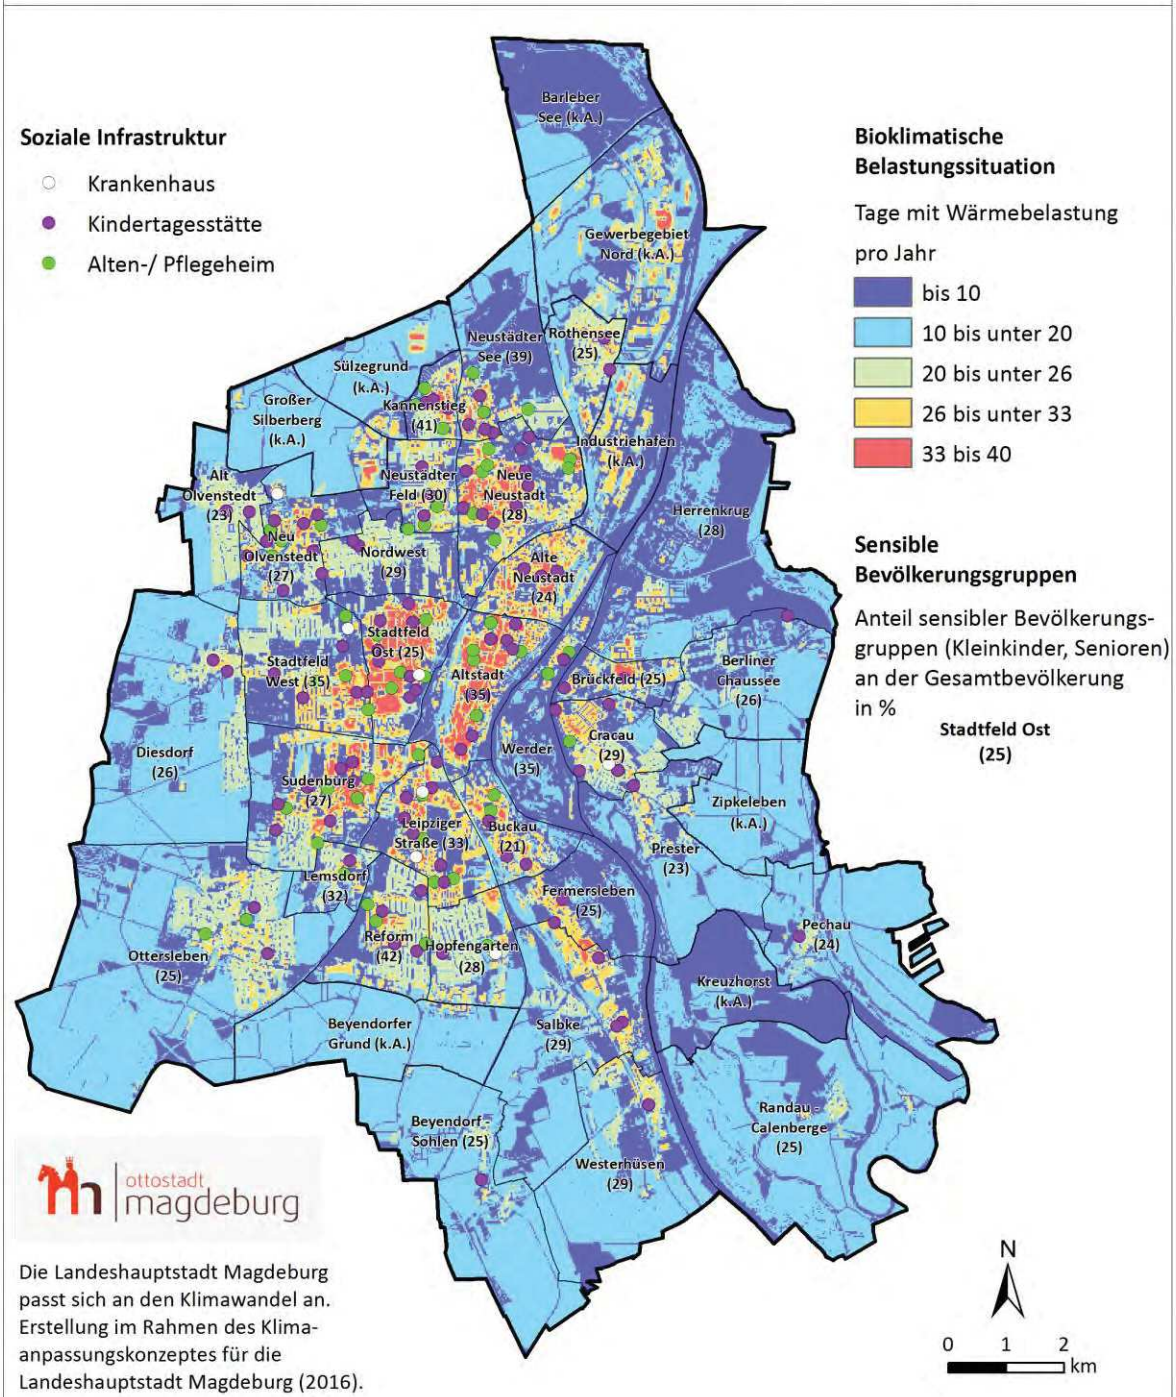 Soziale Infrastruktur
Krankenhaus
Kindertagesstätte
Alten-/ Pflegeheim
Bioklimatische
Belastungssituation
Tage mit Wärmebelastung
pro Jahr
bis 10
10 bis unter 20
20 bis unter 26
26 bis unter 33
33 bis 40
Sensible
Bevölkerungsgruppen
Anteil sensibler Bevölkerungs-
gruppen (Kleinkinder, Senioren)
an der Gesamtbevölkerung
in %
Stadtfeld Ost
(25)
Barleber
See (k.A.)
Gewerbegebiet
Nord (k.A.)
Neustädter
See (39)
Rothensee
(25)
Sülzegrund
(k.A.)
Kannenstieg
(41)
Großer
Silberberg
(k.A.)
Industriehafen
(k.A.)
Alt
Olvenstedt
(23)
Neustädter
Feld (30)
Neue
Neustadt
(28)
Herrenkrug
(28)
Neu
Olvenstedt
(27)
Nordwest
(29)
Alte
Neustadt
(24)
Stadtfeld
Ost (25)
Stadtfeld
West (35)
Altstadt
(35)
Brückfeld (25)
Berliner
Chaussee
(26)
Diesdorf
(26)
Werder
(35)
Cracau
(29)
Sudenburg
(27)
Zipkeleben
(k.A.)
Leipziger
Straße (33)
Buckau
(21)
Prester
(23)
Lemsdorf
(32)
Fermersleben
(25)
Pechau
(24)
Ottersleben
(25)
Reform
(42)
Hopfengarten
(28)
Kreuzhorst
(k.A.)
Beyendorfer
Grund (k.A.)
Salbke
(29)
Beyendorf -
Sohlen (25)
Randau -
Calenberge
(25)
Westerhüsen
(29)
ottostadt
magdeburg
Die Landeshauptstadt Magdeburg
passt sich an den Klimawandel an.
Erstellung im Rahmen des Klima-
anpassungskonzeptes für die
Landeshauptstadt Magdeburg (2016).
N
0 1 2
km